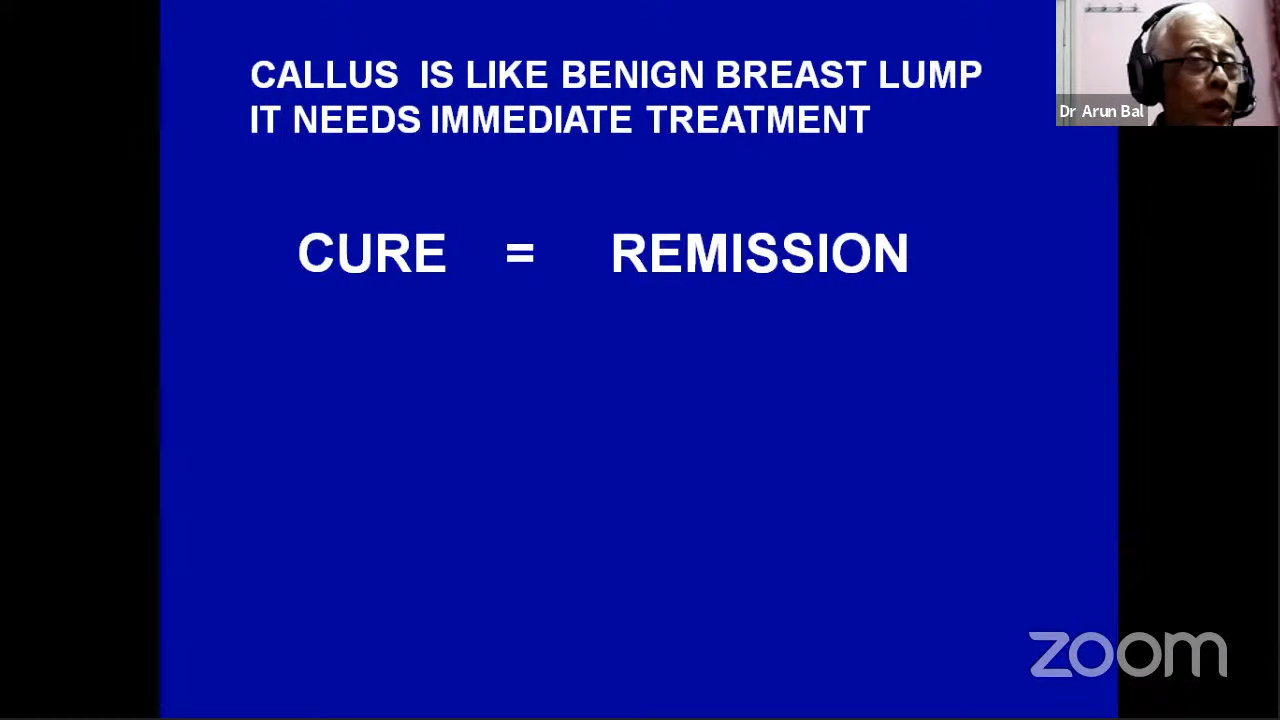 CALLUS IS LIKE BENIGN BREAST LUMP
IT NEEDS IMMEDIATE TREATMENT
CURE = REMISSION
Dr Arun Bal
zoom